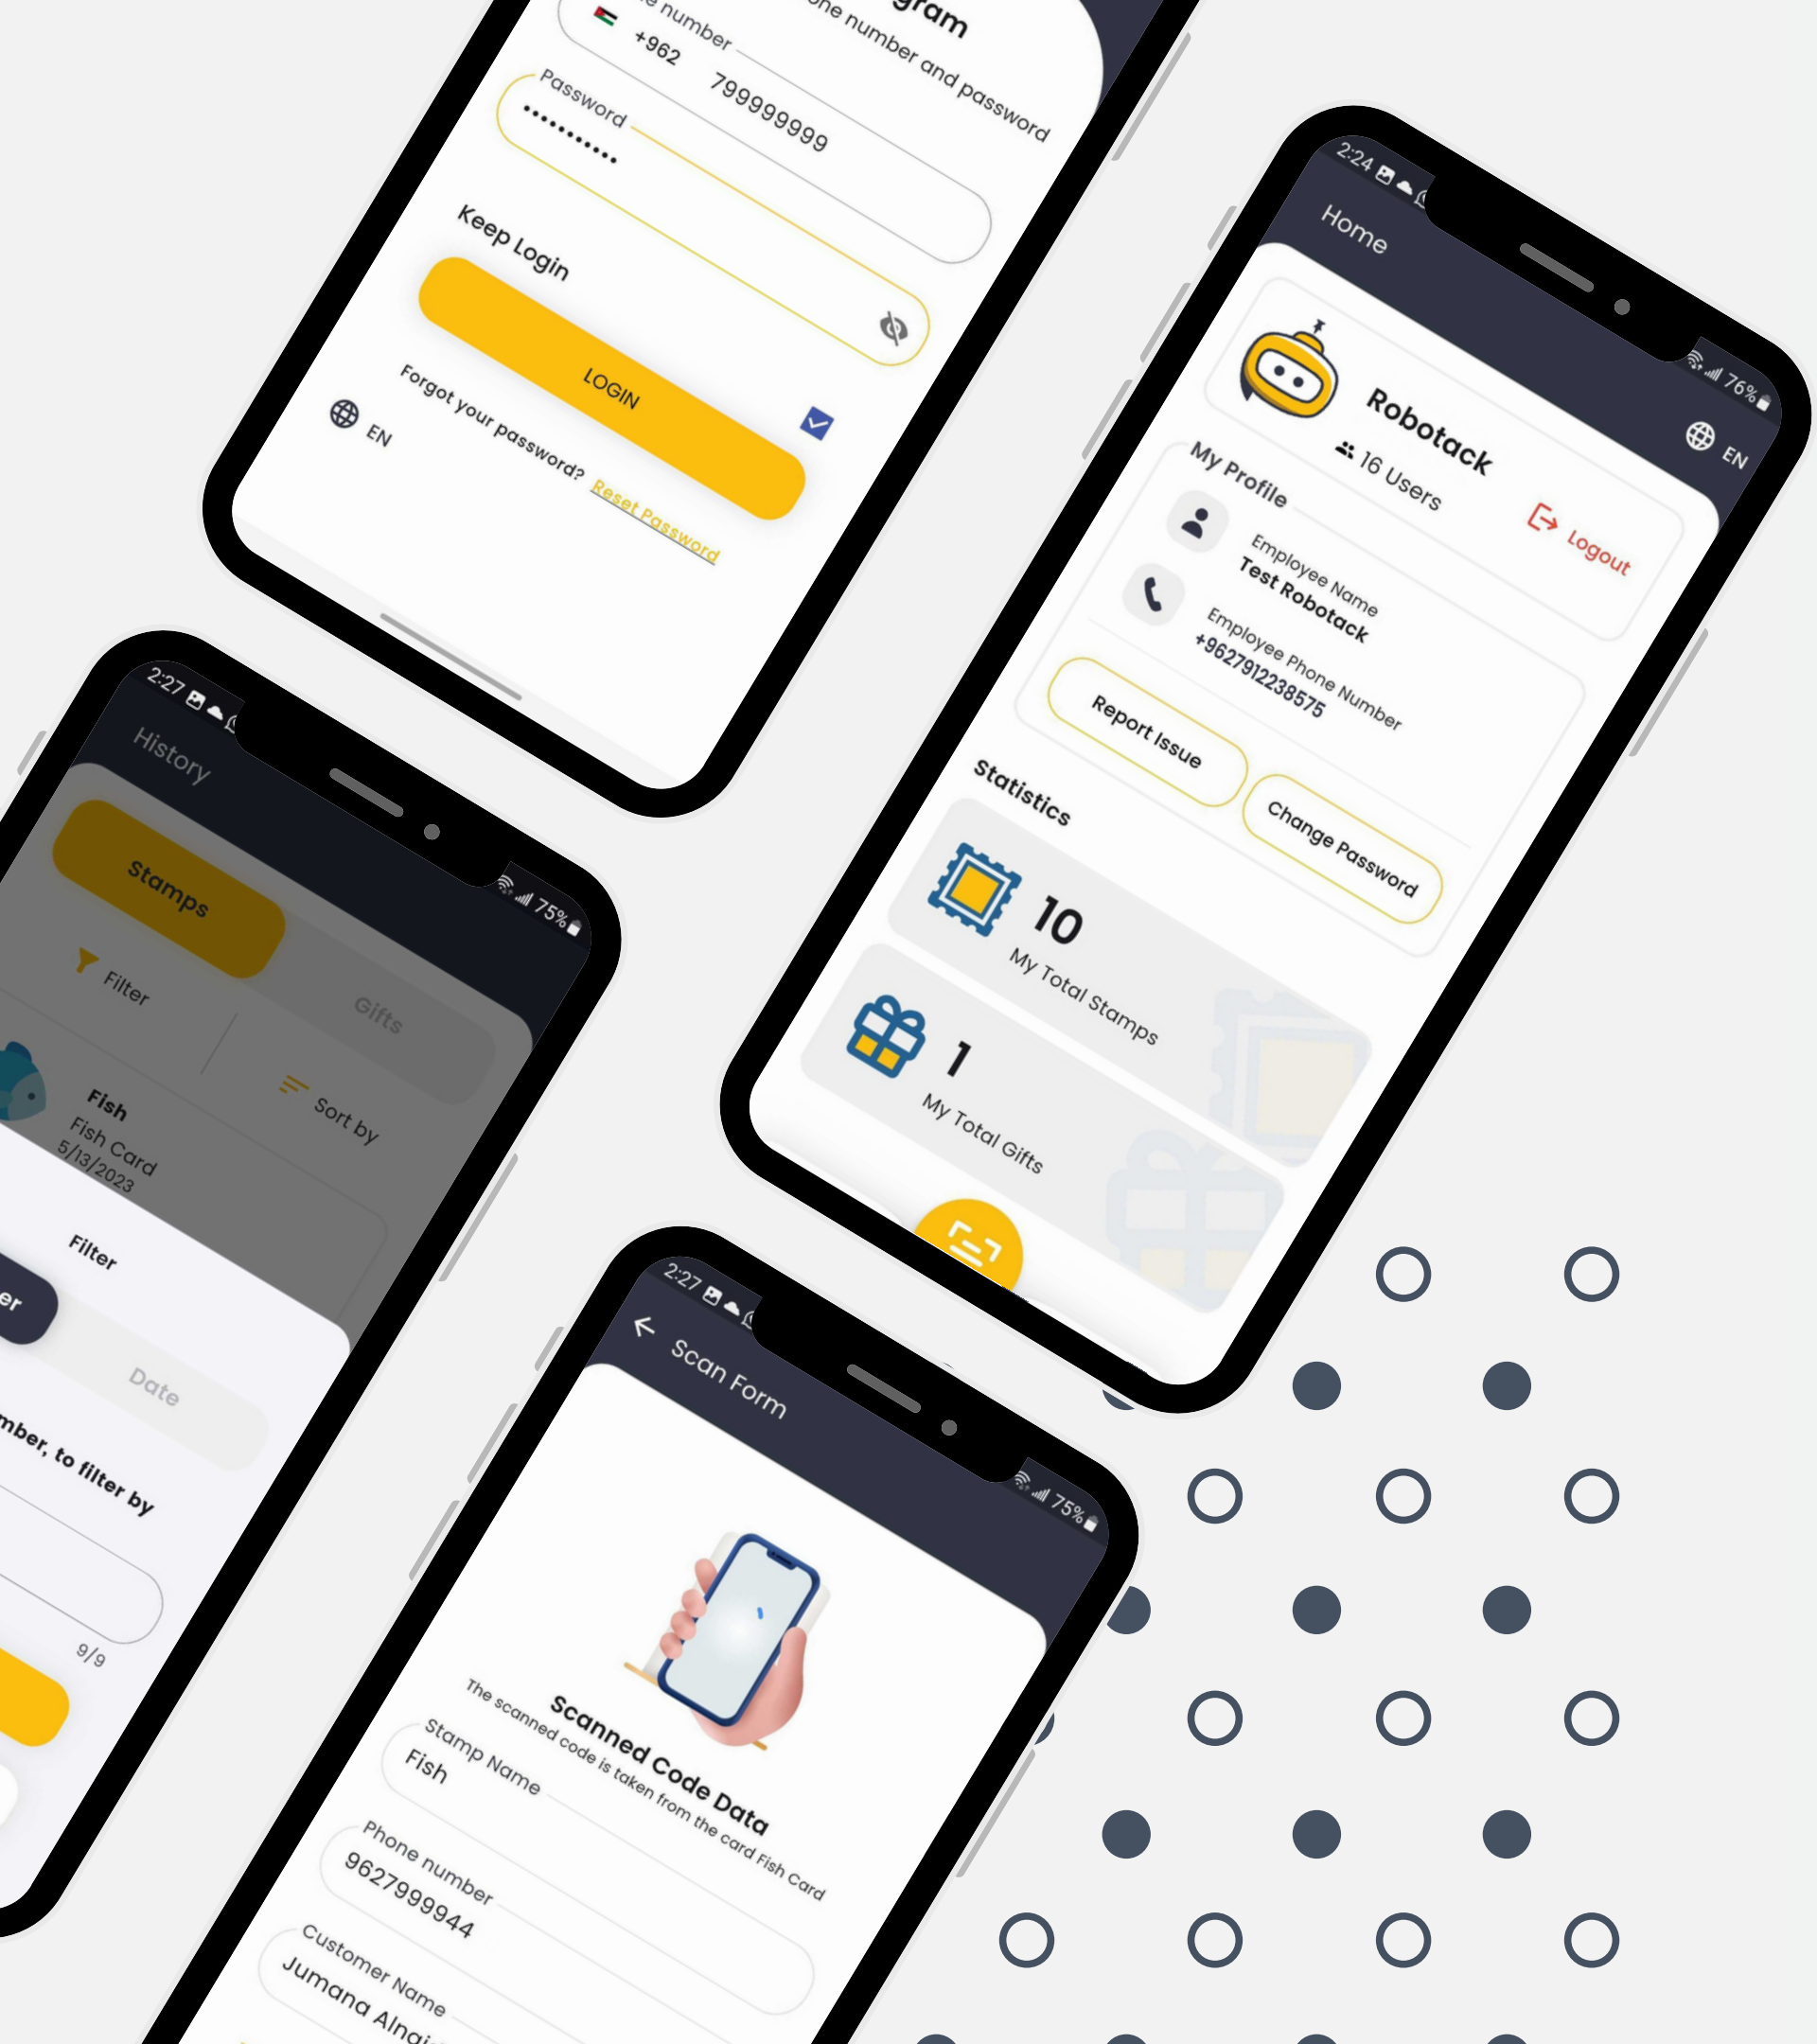 gram
one number and password
number
+962 799999999
Password
Keep Login
LOGIN
Forgot your password? Reset Password
EN
2:24
76%
Home
EN
Robotack
16 Users
Logout
My Profile
Employee Name
Test Robotack
Employee Phone Number
+9627912238575
Report Issue
Change Password
Statistics
10
My Total Stamps
1
My Total Gifts
2:27
75%
History
Stamps
Gifts
Filter
Sort by
Fish
Fish Card
5/13/2023
Filter
er
Date
mber, to filter by
9/9
2:27
75%
Scan Form
Scanned Code Data
The scanned code is taken from the card Fish Card
Stamp Name
Fish
Phone number
9627999944
Customer Name
Jumana